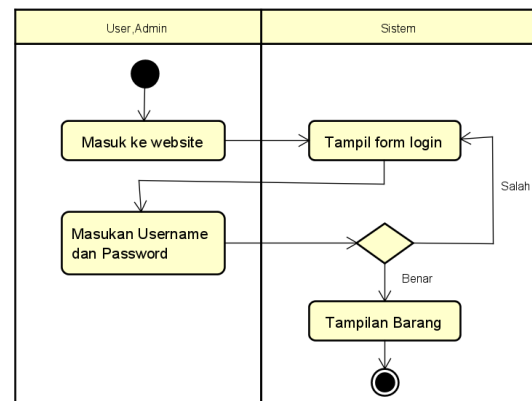 User,Admin
Sistem
Masuk ke website
Tampil form login
Salah
Masukan Username
dan Password
Benar
Tampilan Barang